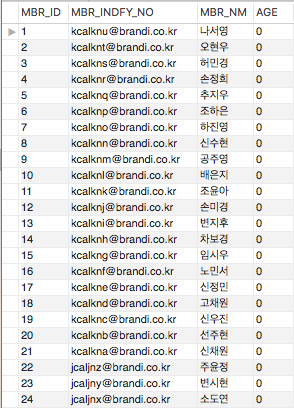 MBR_ID MBR_INDFY_NO MBR_NM AGE
1 kcalknu@brandi.co.kr 나서영 0
2 kcalknt@brandi.co.kr 오현우 0
3 kcalkns@brandi.co.kr 허민경 0
4 kcalknr@brandi.co.kr 손정희 0
5 kcalknq@brandi.co.kr 추지우 0
6 kcalknp@brandi.co.kr 조하은 0
7 kcalkno@brandi.co.kr 하진영 0
8 kcalknn@brandi.co.kr 신수현 0
9 kcalknm@brandi.co.kr 공주영 0
10 kcalknl@brandi.co.kr 배은지 0
11 kcalknk@brandi.co.kr 조윤아 0
12 kcalknj@brandi.co.kr 손미경 0
13 kcalkni@brandi.co.kr 변지후 0
14 kcalknh@brandi.co.kr 차보경 0
15 kcalkng@brandi.co.kr 임시우 0
16 kcalknf@brandi.co.kr 노민서 0
17 kcalkne@brandi.co.kr 신정민 0
18 kcalknd@brandi.co.kr 고채원 0
19 kcalknc@brandi.co.kr 신우진 0
20 kcalknb@brandi.co.kr 선주현 0
21 kcalkna@brandi.co.kr 신채원 0
22 jcaljnz@brandi.co.kr 주윤정 0
23 jcaljny@brandi.co.kr 변시현 0
24 jcaljnx@brandi.co.kr 소도연 0